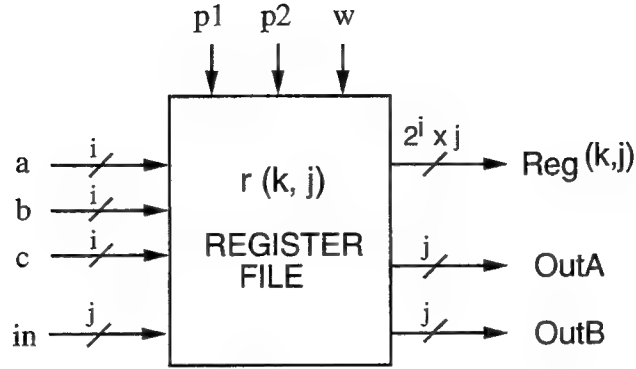 p1 p2 w
a i
b i
c i
in j
r (k, j)
REGISTER
FILE
2^i x j Reg^(k,j)
j OutA
j OutB